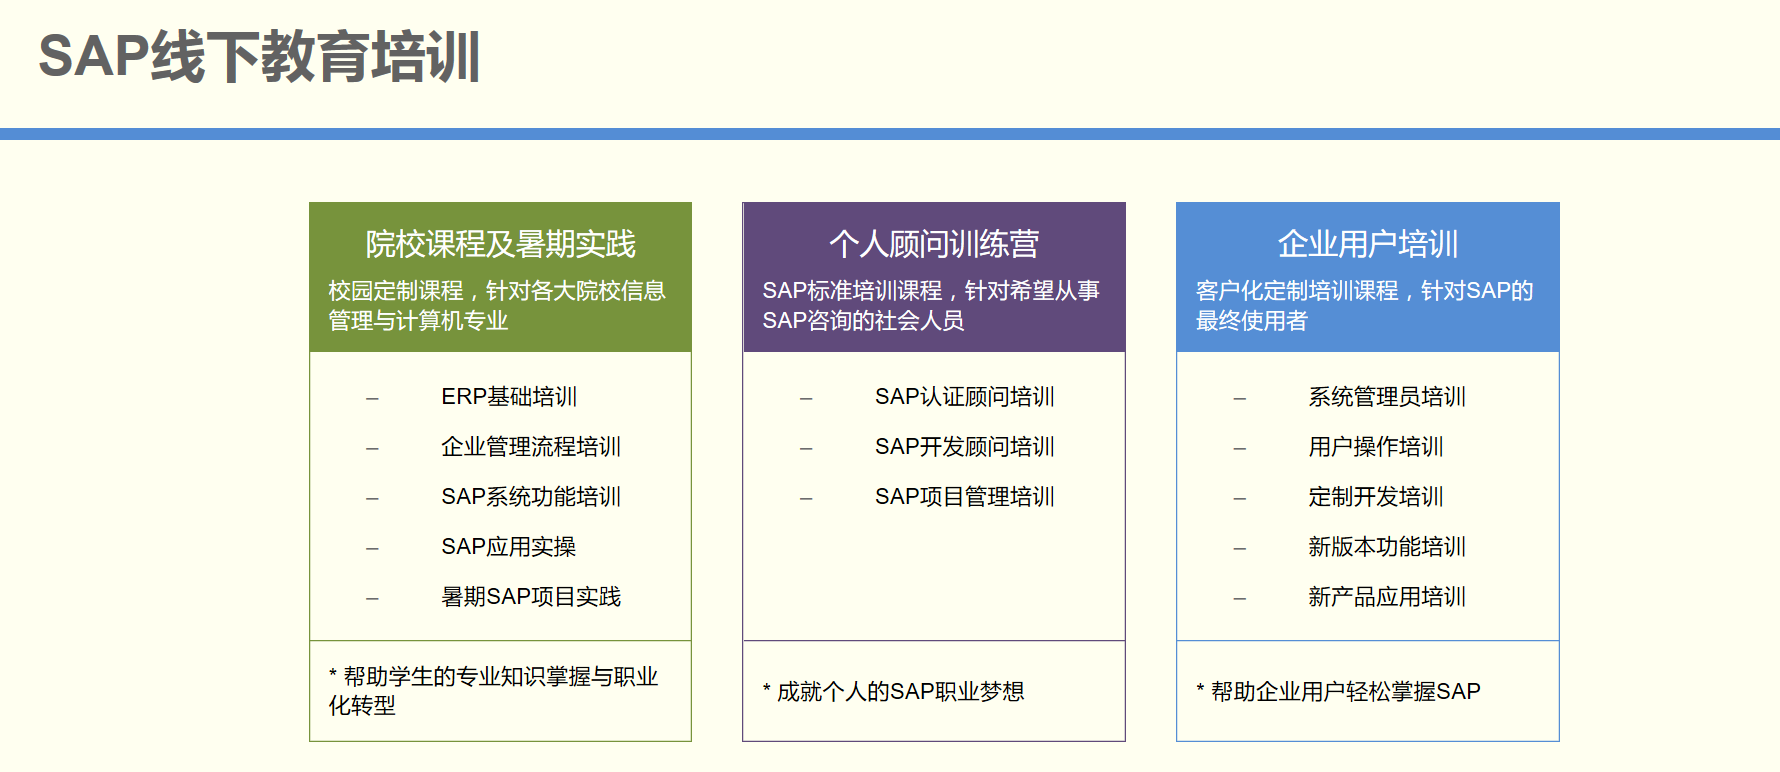 SAP线下教育培训
院校课程及暑期实践
校园定制课程，针对各大院校信息
管理与计算机专业
– ERP基础培训
– 企业管理流程培训
– SAP系统功能培训
– SAP应用实操
– 暑期SAP项目实践
* 帮助学生的专业知识掌握与职业
化转型
个人顾问训练营
SAP标准培训课程，针对希望从事
SAP咨询的社会人员
– SAP认证顾问培训
– SAP开发顾问培训
– SAP项目管理培训
* 成就个人的SAP职业梦想
企业用户培训
客户化定制培训课程，针对SAP的
最终使用者
– 系统管理员培训
– 用户操作培训
– 定制开发培训
– 新版本功能培训
– 新产品应用培训
* 帮助企业用户轻松掌握SAP